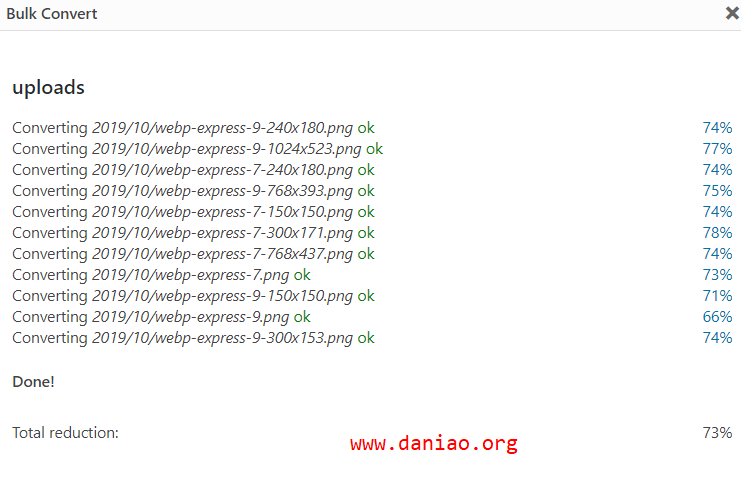 Bulk Convert
uploads
Converting 2019/10/webp-express-9-240x180.png ok 74%
Converting 2019/10/webp-express-9-1024x523.png ok 77%
Converting 2019/10/webp-express-7-240x180.png ok 74%
Converting 2019/10/webp-express-9-768x393.png ok 75%
Converting 2019/10/webp-express-7-150x150.png ok 74%
Converting 2019/10/webp-express-7-300x171.png ok 78%
Converting 2019/10/webp-express-7-768x437.png ok 74%
Converting 2019/10/webp-express-7.png ok 73%
Converting 2019/10/webp-express-9-150x150.png ok 71%
Converting 2019/10/webp-express-9.png ok 66%
Converting 2019/10/webp-express-9-300x153.png ok 74%
Done!
Total reduction: 73%
www.daniao.org